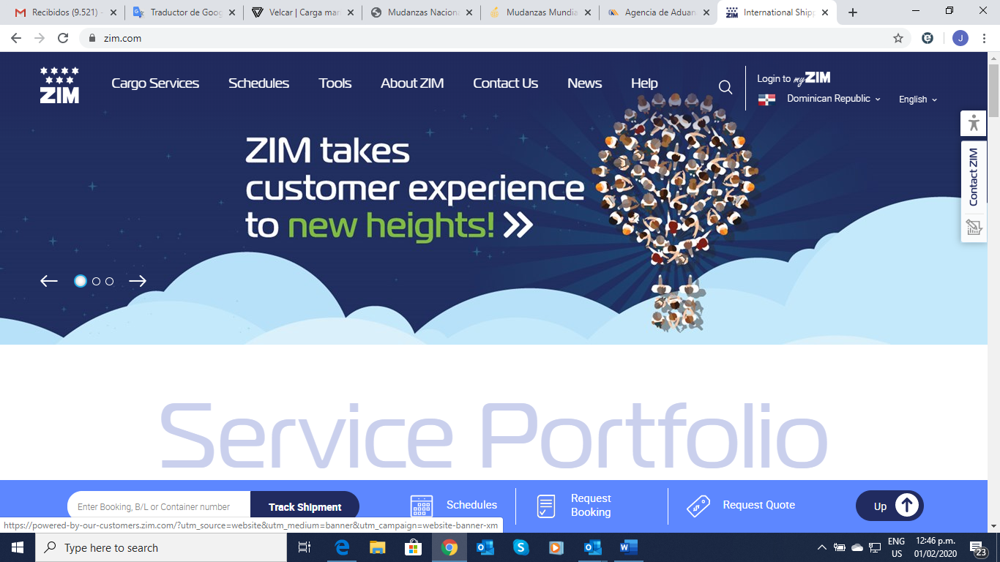 Recibidos (9.521) -
Traductor de Goog
Velcar | Carga mari
Mudanzas Naciona
Mudanzas Mundia
Agencia de Aduan
International Shipp
zim.com
J
ZIM
Cargo Services
Schedules
Tools
About ZIM
Contact Us
News
Help
Login to myZIM
Dominican Republic
English
ZIM takes
customer experience
to new heights! »
Contact ZIM
Service Portfolio
Enter Booking, B/L or Container number
Track Shipment
Schedules
Request
Booking
Request Quote
Up
https://powered-by-our-customers.zim.com/?utm_source=website&utm_medium=banner&utm_campaign=website-banner-xm
Type here to search
ENG
US
12:46 p.m.
01/02/2020
23